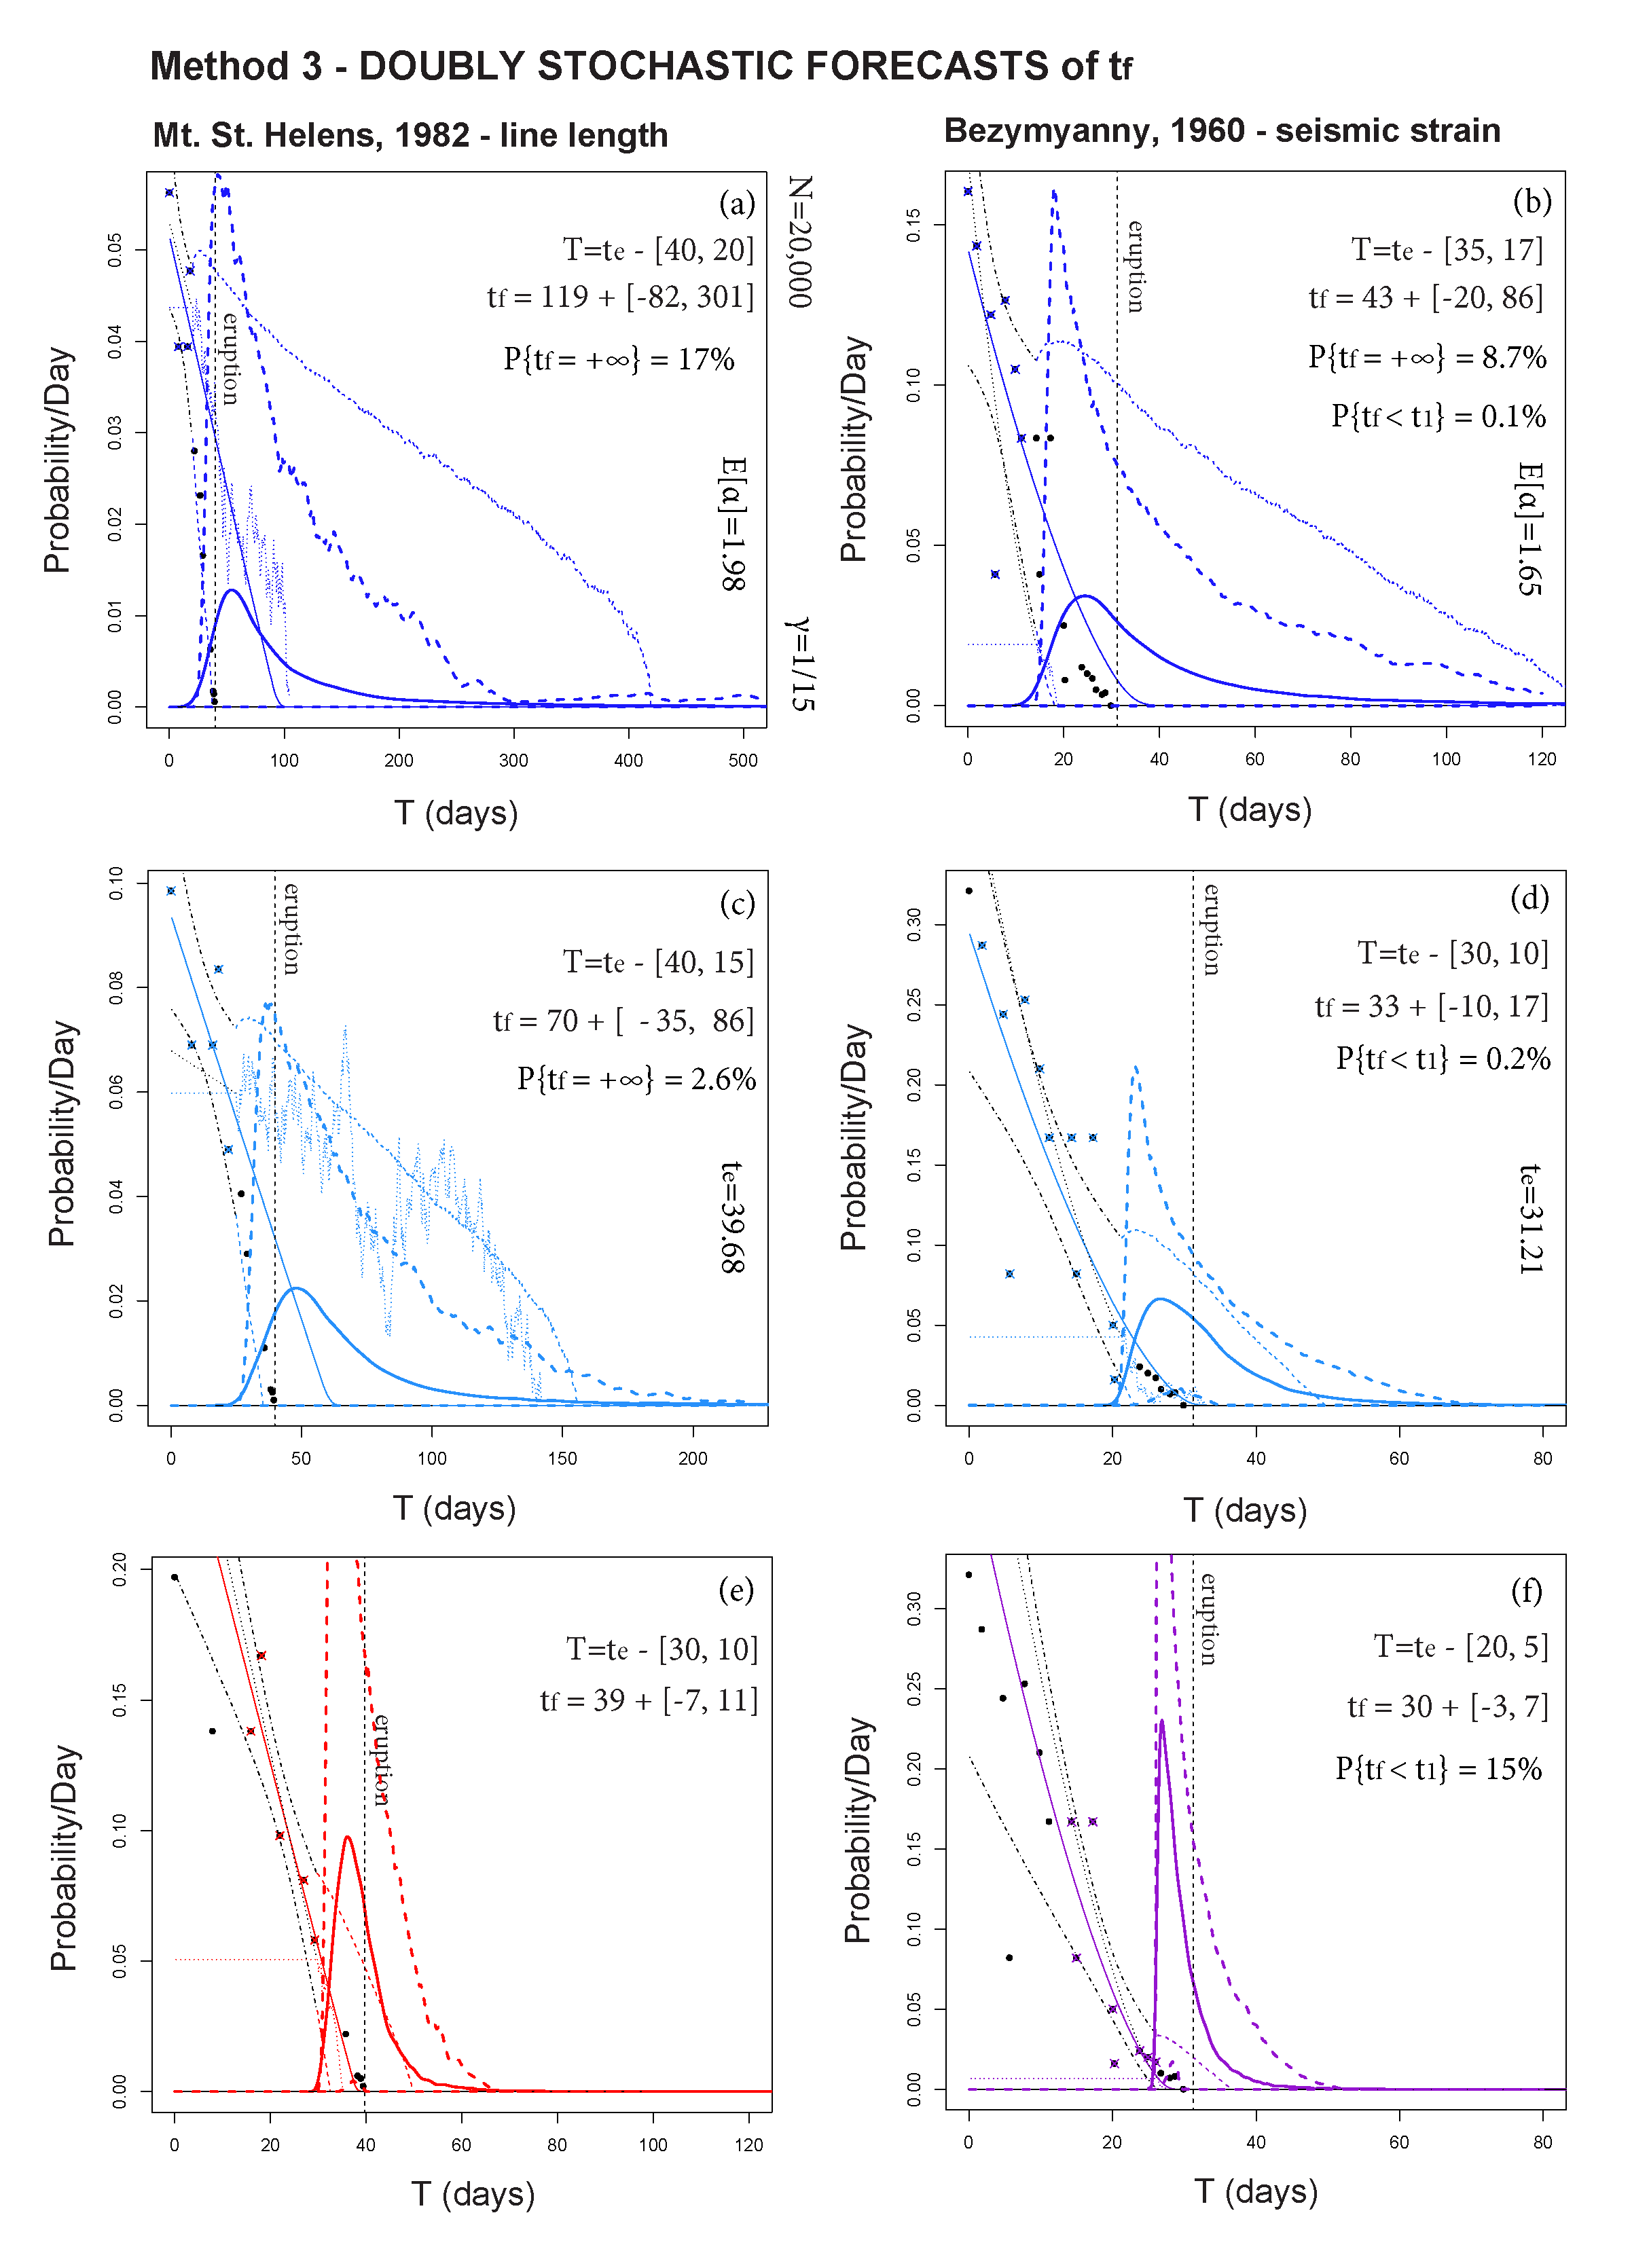 Method 3 - DOUBLY STOCHASTIC FORECASTS of tf
Mt. St. Helens, 1982 - line length
Bezymyanny, 1960 - seismic strain
(a)
T=te - [40, 20]
tf = 119 + [-82, 301]
P{tf = +∞} = 17%
eruption
E[α]=1.98
Probability/Day
0.00 0.01 0.02 0.03 0.04 0.05
0 100 200 300 400 500
T (days)
N=20,000
γ=1/15
(b)
T=te - [35, 17]
tf = 43 + [-20, 86]
P{tf = +∞} = 8.7%
P{tf < t1} = 0.1%
eruption
E[α]=1.65
Probability/Day
0.00 0.05 0.10 0.15
0 20 40 60 80 100 120
T (days)
(c)
T=te - [40, 15]
tf = 70 + [ -35, 86]
P{tf = +∞} = 2.6%
eruption
te=39.68
Probability/Day
0.00 0.02 0.04 0.06 0.08 0.10
0 50 100 150 200
T (days)
(d)
T=te - [30, 10]
tf = 33 + [-10, 17]
P{tf < t1} = 0.2%
eruption
te=31.21
Probability/Day
0.00 0.05 0.10 0.15 0.20 0.25 0.30
0 20 40 60 80
T (days)
(e)
T=te - [30, 10]
tf = 39 + [-7, 11]
eruption
Probability/Day
0.00 0.05 0.10 0.15 0.20
0 20 40 60 80 100 120
T (days)
(f)
T=te - [20, 5]
tf = 30 + [-3, 7]
P{tf < t1} = 15%
eruption
Probability/Day
0.00 0.05 0.10 0.15 0.20 0.25 0.30
0 20 40 60 80
T (days)